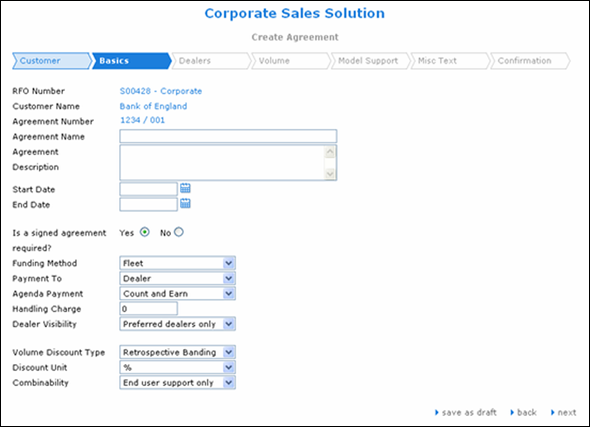 Corporate Sales Solution
Create Agreement
Customer Basics Dealers Volume Model Support Misc Text Confirmation
RFO Number S00428 - Corporate
Customer Name Bank of England
Agreement Number 1234 / 001
Agreement Name
Agreement
Description
Start Date
End Date
Is a signed agreement Yes No
required?
Funding Method Fleet
Payment To Dealer
Agenda Payment Count and Earn
Handling Charge 0
Dealer Visibility Preferred dealers only
Volume Discount Type Retrospective Banding
Discount Unit %
Combinability End user support only
save as draft back next